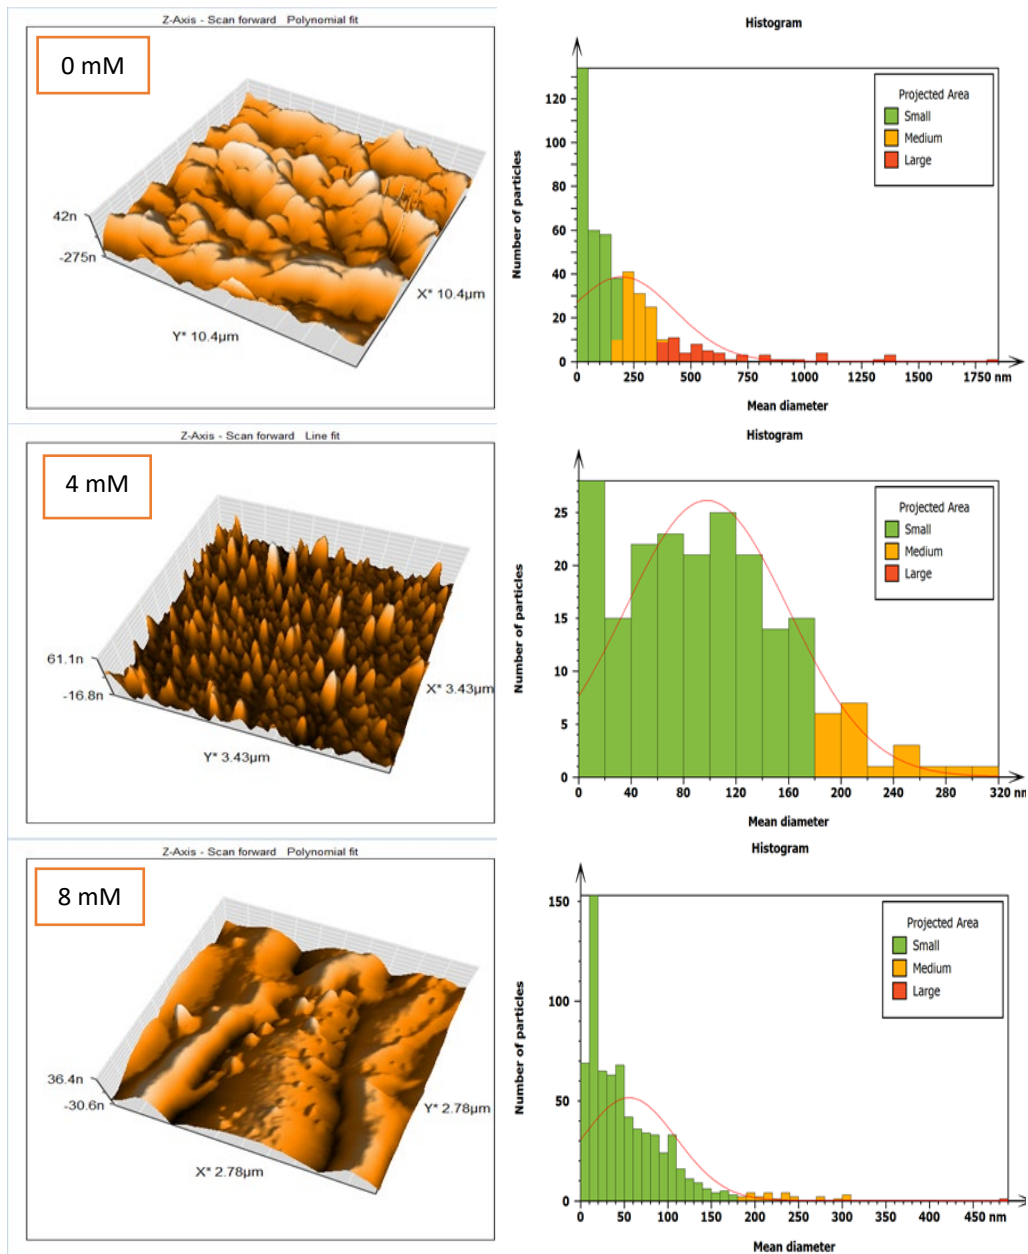 Z-Axis - Scan forward   Polynomial fit
0 mM
42n
-275n
X* 10.4µm
Y* 10.4µm
Histogram
Projected Area
Small
Medium
Large
Number of particles
120
100
80
60
40
20
0
0 250 500 750 1000 1250 1500 1750 nm
Mean diameter
Z-Axis - Scan forward   Line fit
4 mM
61.1n
-16.8n
X* 3.43µm
Y* 3.43µm
Histogram
Projected Area
Small
Medium
Large
Number of particles
25
20
15
10
5
0
0 40 80 120 160 200 240 280 320 nm
Mean diameter
Z-Axis - Scan forward   Polynomial fit
8 mM
36.4n
-30.6n
Y* 2.78µm
X* 2.78µm
Histogram
Projected Area
Small
Medium
Large
Number of particles
150
100
50
0
0 50 100 150 200 250 300 350 400 450 nm
Mean diameter